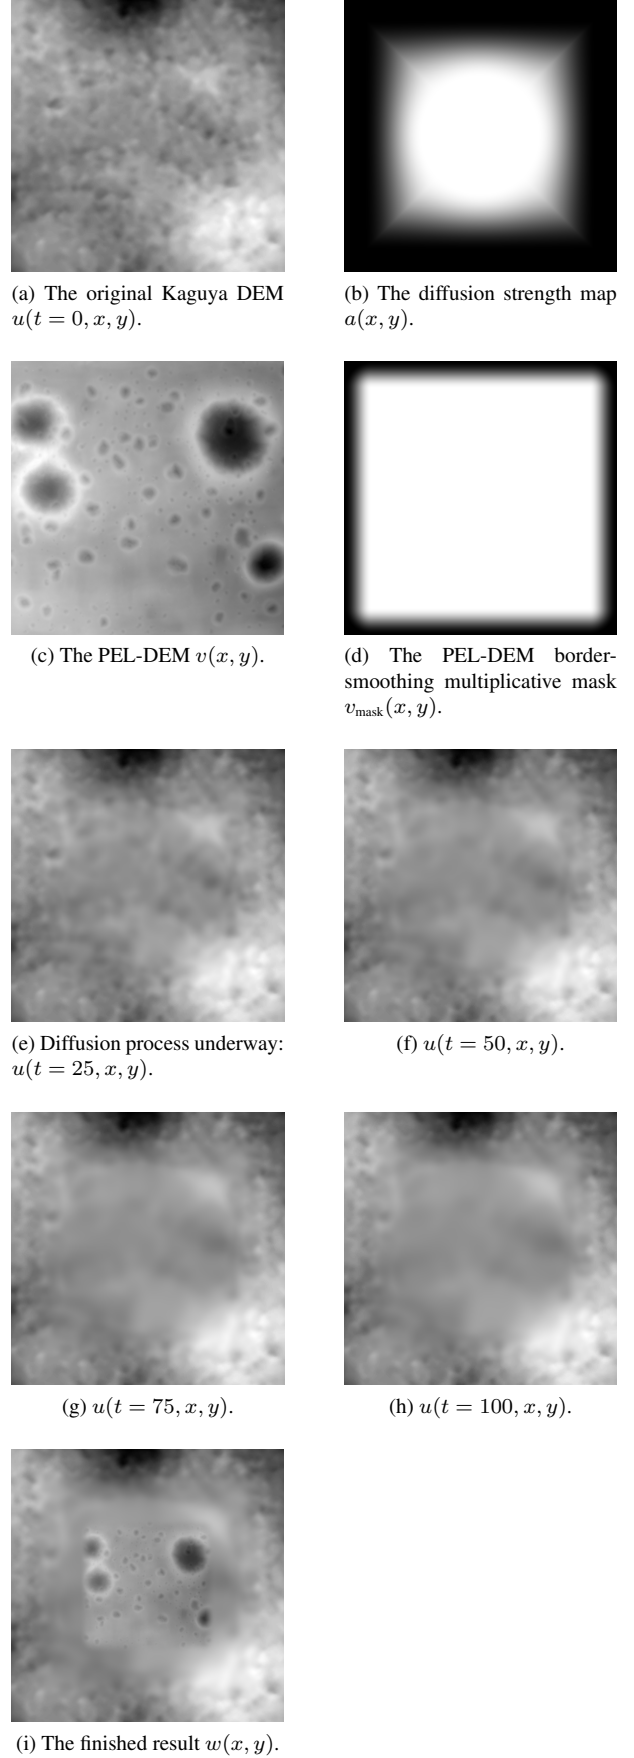 (a) The original Kaguya DEM
u(t = 0, x, y).
(b) The diffusion strength map
a(x, y).
(c) The PEL-DEM v(x, y).
(d) The PEL-DEM border-
smoothing multiplicative mask
v_mask(x, y).
(e) Diffusion process underway:
u(t = 25, x, y).
(f) u(t = 50, x, y).
(g) u(t = 75, x, y).
(h) u(t = 100, x, y).
(i) The finished result w(x, y).